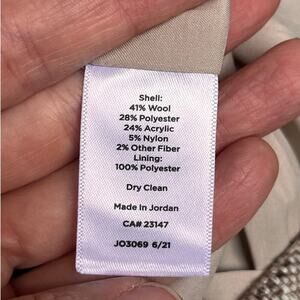 Shell:
41% Wool
28% Polyester
24% Acrylic
5% Nylon
2% Other Fiber
Lining:
100% Polyester
Dry Clean
Made In Jordan
CA# 23147
JO3069 6/21